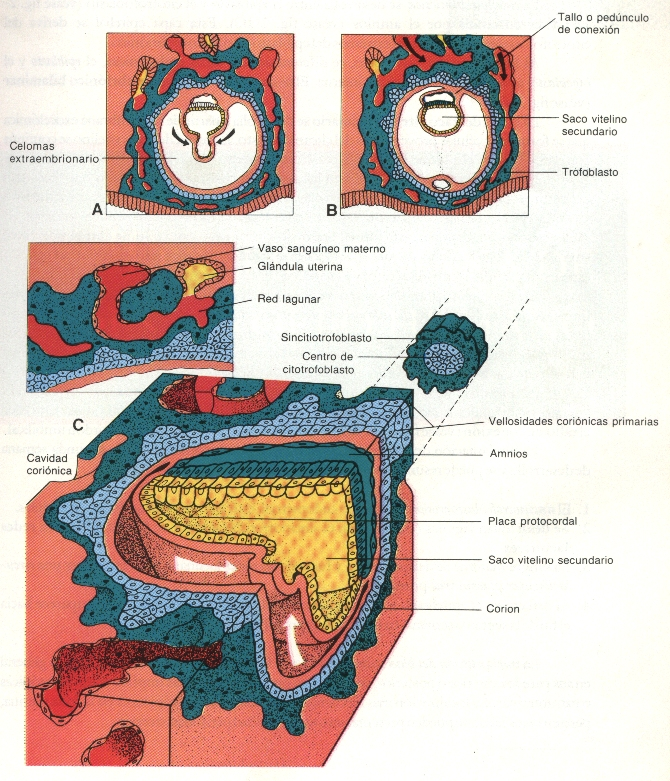 Tallo o pedúnculo
de conexión
Celomas
extraembrionario
Saco vitelino
secundario
Trofoblasto
A
B
Vaso sanguíneo materno
Glándula uterina
Red lagunar
Sincitiotrofoblasto
Centro de
citotrofoblasto
C
Vellosidades coriónicas primarias
Cavidad
coriónica
Amnios
Placa protocordal
Saco vitelino secundario
Corion